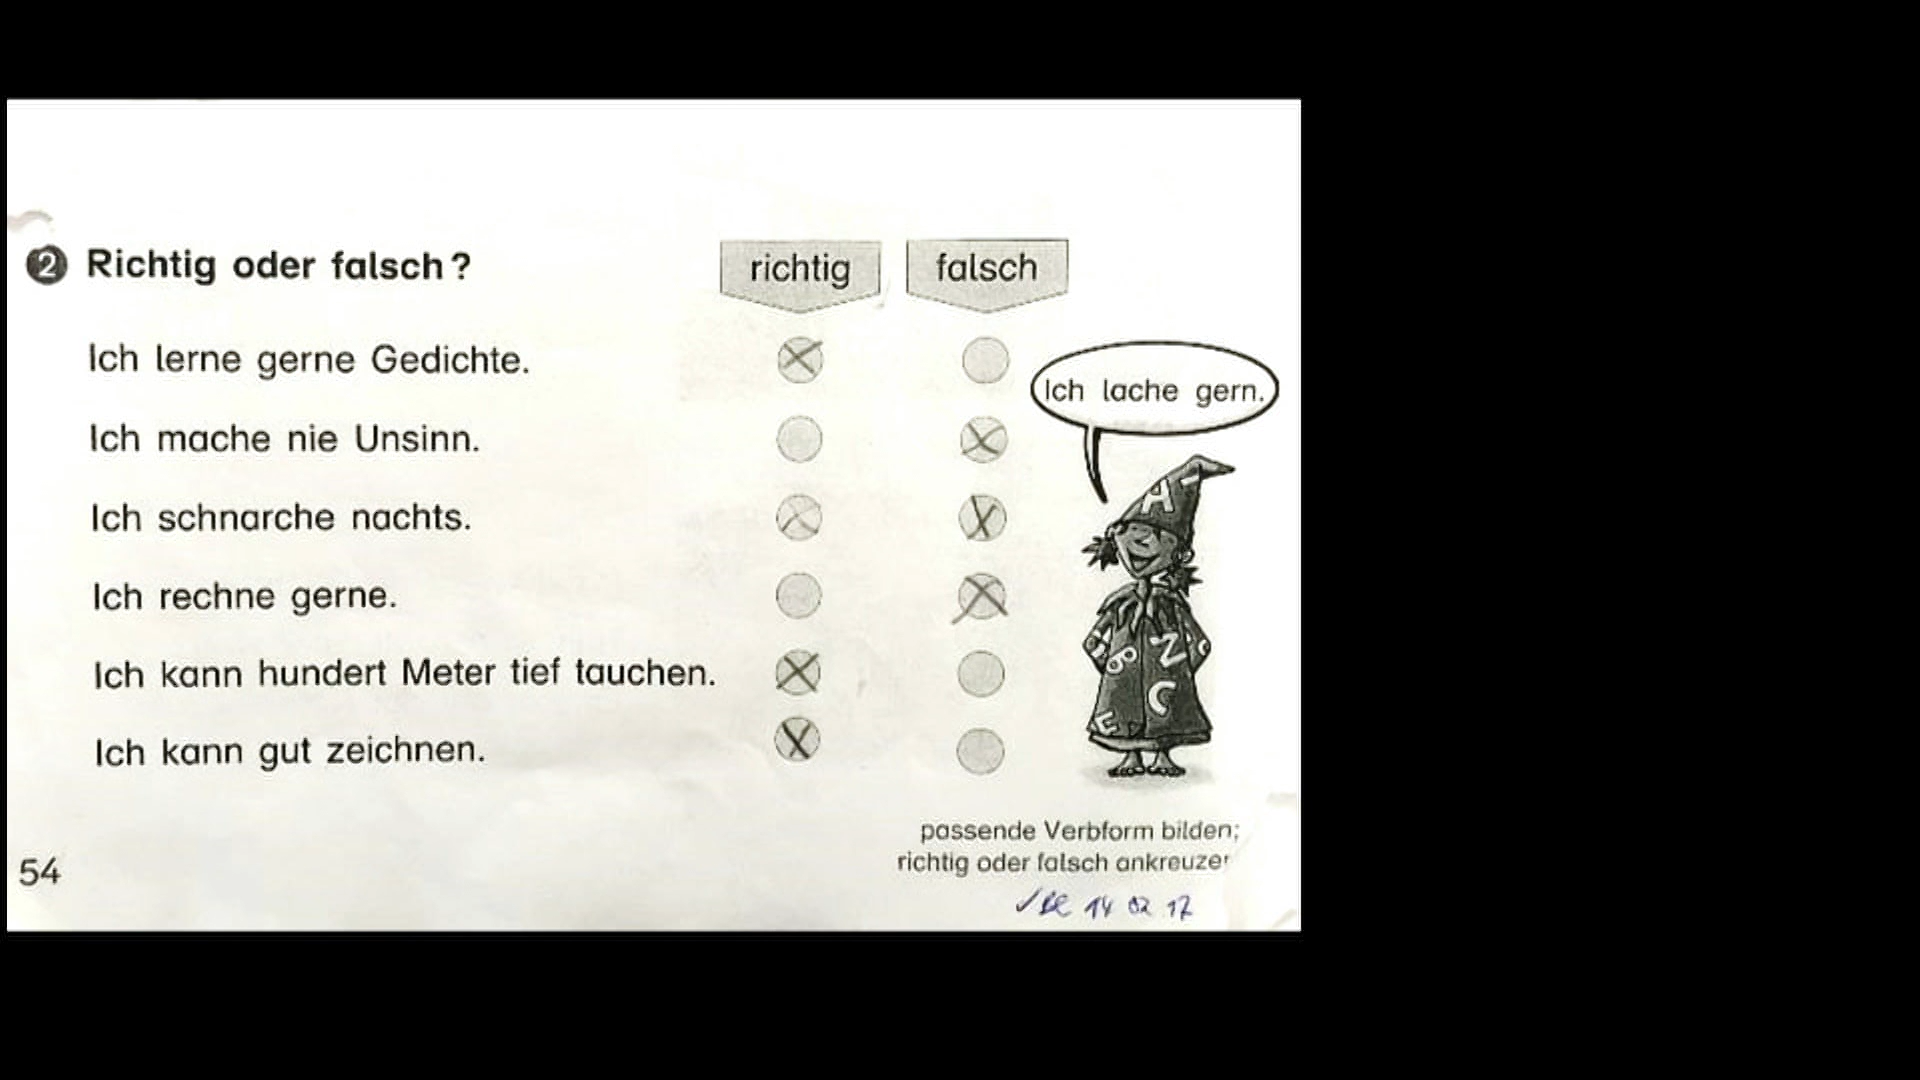 2 Richtig oder falsch?
richtig falsch
Ich lerne gerne Gedichte.
Ich lache gern.
Ich mache nie Unsinn.
Ich schnarche nachts.
Ich rechne gerne.
Ich kann hundert Meter tief tauchen.
Ich kann gut zeichnen.
H
B N
E C
passende Verbform bilden;
richtig oder falsch ankreuzen
54
14 02 17